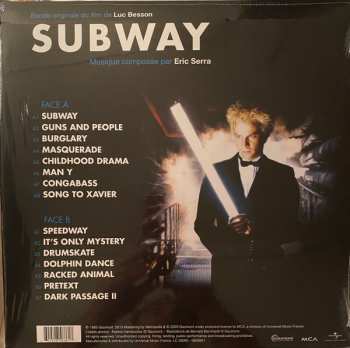 Bande originale du film de Luc Besson
SUBWAY
Musique composée par Eric Serra
FACE A
SUBWAY
GUNS AND PEOPLE
BURGLARY
MASQUERADE
CHILDHOOD DRAMA
MAN Y
CONGABASS
SONG TO XAVIER
FACE B
SPEEDWAY
IT'S ONLY MYSTERY
DRUMSKATE
DOLPHIN DANCE
RACKED ANIMAL
PRETEXT
DARK PASSAGE II
MCA